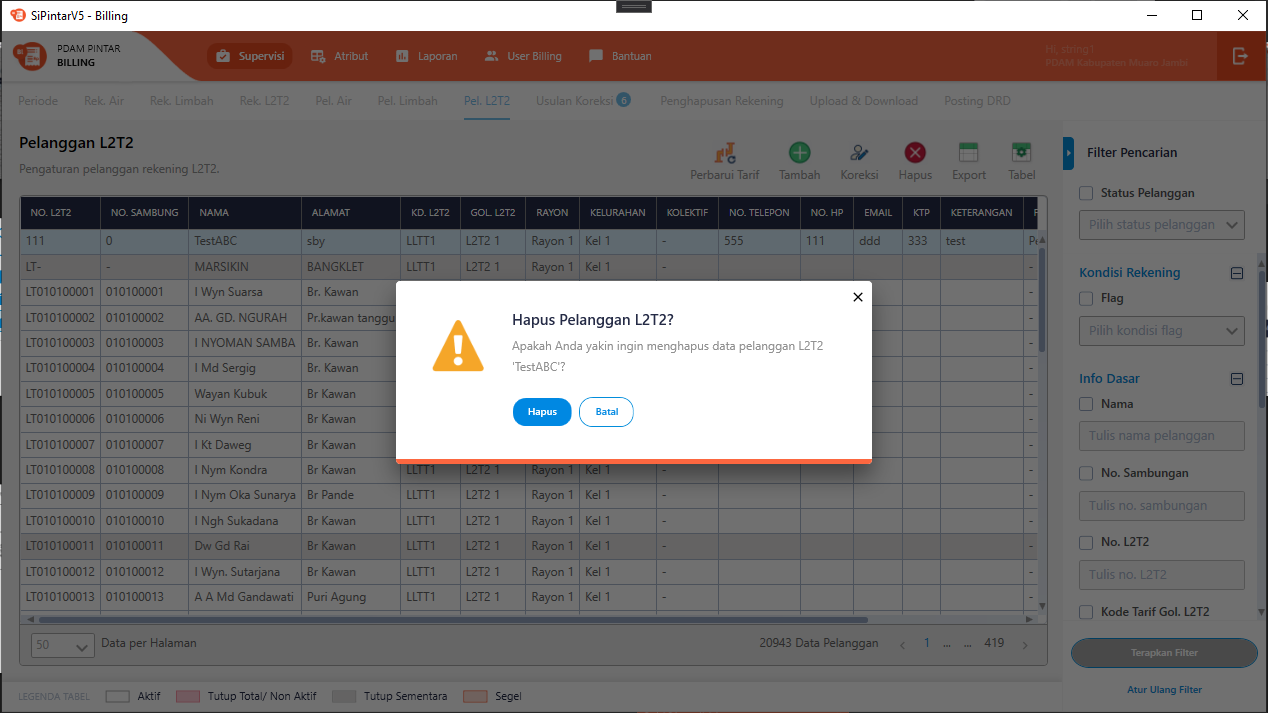 SiPintarV5 - Billing
PDAM PINTAR
BILLING
Supervisi Atribut Laporan User Billing Bantuan
Hi, string1
PDAM Kabupaten Muaro Jambi
Periode Rek. Air Rek. Limbah Rek. L2T2 Pel. Air Pel. Limbah Pel. L2T2 Usulan Koreksi 6 Penghapusan Rekening Upload & Download Posting DRD
Pelanggan L2T2
Pengaturan pelanggan rekening L2T2.
Perbarui Tarif Tambah Koreksi Hapus Export Tabel
NO. L2T2 NO. SAMBUNG NAMA ALAMAT KD. L2T2 GOL. L2T2 RAYON KELURAHAN KOLEKTIF NO. TELEPON NO. HP EMAIL KTP KETERANGAN
111 0 TestABC sby LLTT1 L2T2 1 Rayon 1 Kel 1 - 555 111 ddd 333 test Pe
LT- - MARSIKIN BANGKLET LLTT1 L2T2 1 Rayon 1 Kel 1 - -
LT010100001 010100001 I Wyn Suarsa Br. Kawan
LT010100002 010100002 AA. GD. NGURAH Pr.kawan tanggu
LT010100003 010100003 I NYOMAN SAMBA Br. Kawan
LT010100004 010100004 I Md Sergig Br. Kawan
LT010100005 010100005 Wayan Kubuk Br Kawan
LT010100006 010100006 Ni Wyn Reni Br Kawan
LT010100007 010100007 I Kt Daweg Br Kawan
LT010100008 010100008 I Nym Kondra Br Kawan LLTT1 L2T2 1 Rayon 1 Kel 1 - -
LT010100009 010100009 I Nym Oka Sunarya Br Pande LLTT1 L2T2 1 Rayon 1 Kel 1 - -
LT010100010 010100010 I Ngh Sukadana Br Kawan LLTT1 L2T2 1 Rayon 1 Kel 1 - -
LT010100011 010100011 Dw Gd Rai Br Kawan LLTT1 L2T2 1 Rayon 1 Kel 1 - -
LT010100012 010100012 I Wyn. Sutarjana Br Kawan LLTT1 L2T2 1 Rayon 1 Kel 1 - -
LT010100013 010100013 A A Md Gandawati Puri Agung LLTT1 L2T2 1 Rayon 1 Kel 1 - -
50 Data per Halaman
20943 Data Pelanggan 1 ... ... 419
LEGENDA TABEL Aktif Tutup Total/ Non Aktif Tutup Sementara Segel
Hapus Pelanggan L2T2?
Apakah Anda yakin ingin menghapus data pelanggan L2T2
'TestABC'?
Hapus Batal
Filter Pencarian
Status Pelanggan
Pilih status pelanggan
Kondisi Rekening
Flag
Pilih kondisi flag
Info Dasar
Nama
Tulis nama pelanggan
No. Sambungan
Tulis no. sambungan
No. L2T2
Tulis no. L2T2
Kode Tarif Gol. L2T2
Terapkan Filter
Atur Ulang Filter